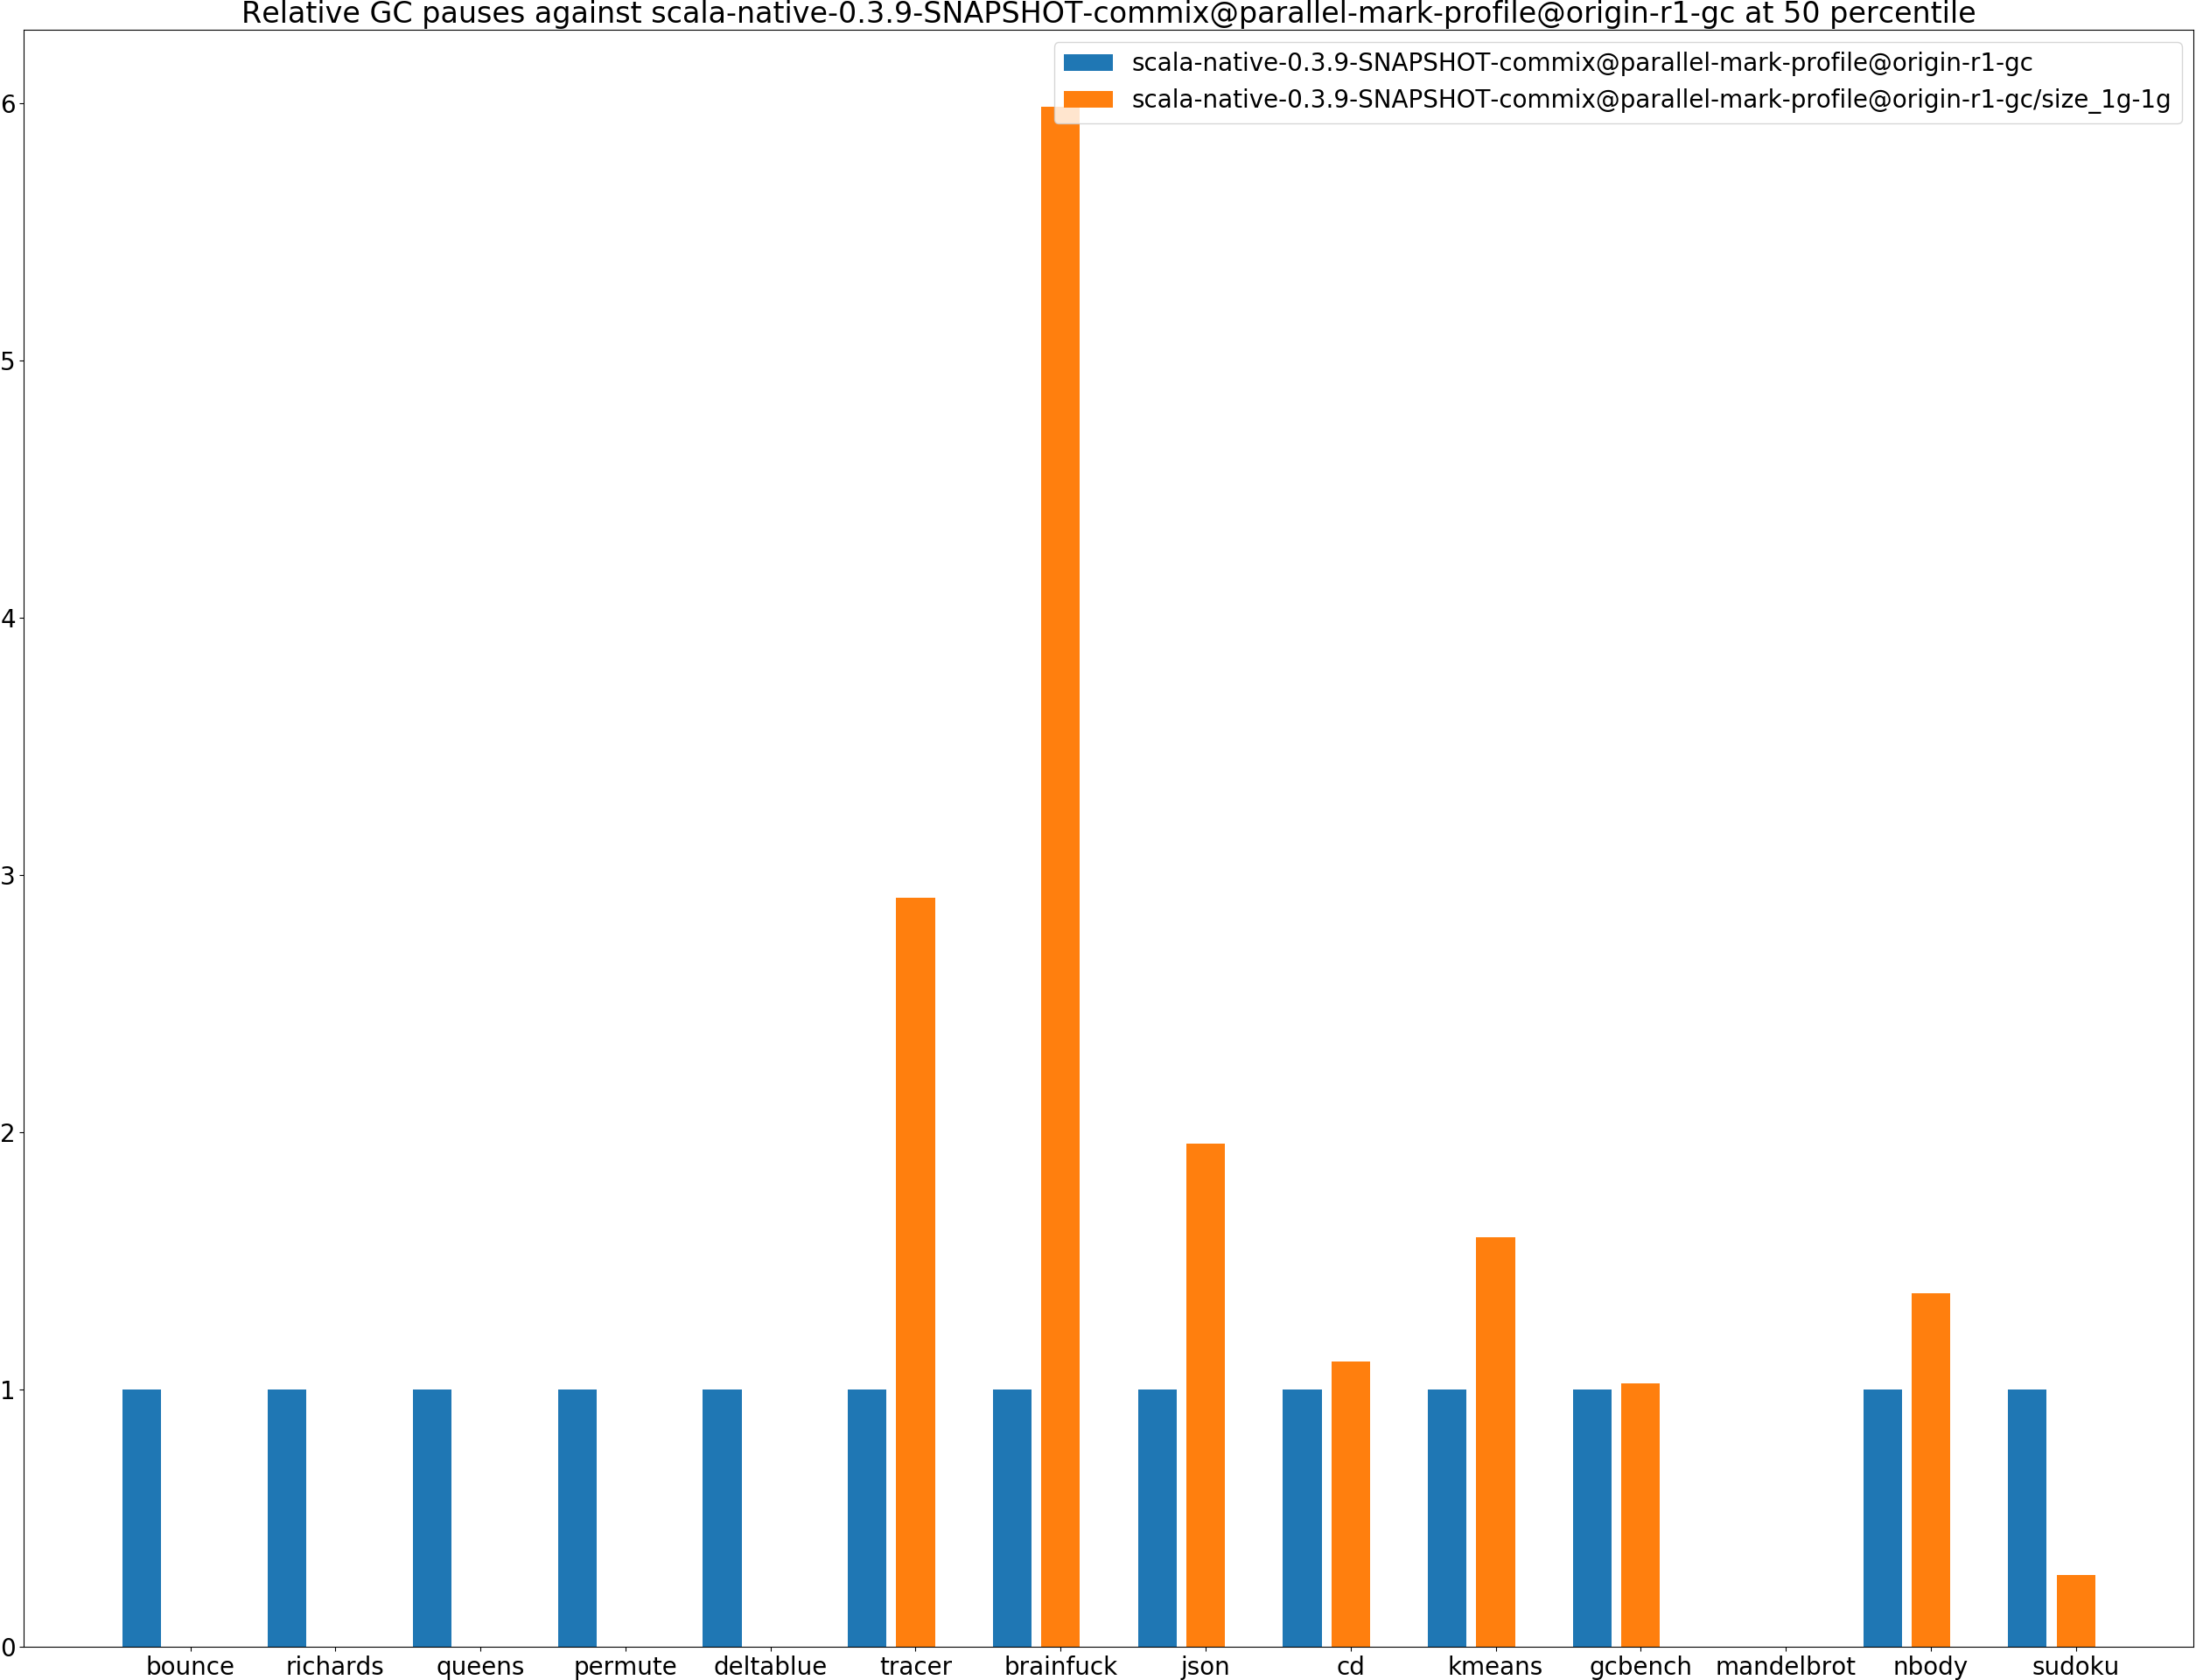 Relative GC pauses against scala-native-0.3.9-SNAPSHOT-commix@parallel-mark-profile@origin-r1-gc at 50 percentile
scala-native-0.3.9-SNAPSHOT-commix@parallel-mark-profile@origin-r1-gc
scala-native-0.3.9-SNAPSHOT-commix@parallel-mark-profile@origin-r1-gc/size_1g-1g
6
5
4
3
2
1
0
bounce richards queens permute deltablue tracer brainfuck json cd kmeans gcbench mandelbrot nbody sudoku